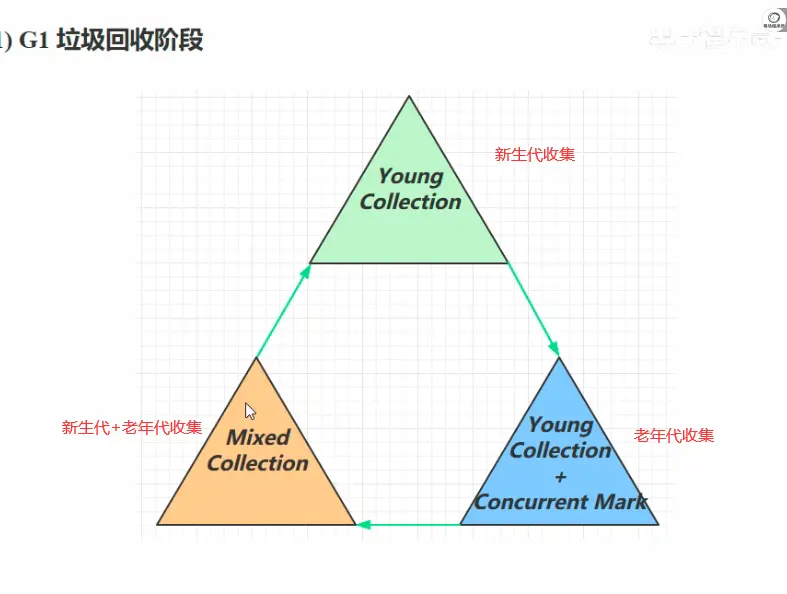 1) G1 垃圾回收阶段
Young
Collection
新生代收集
新生代+老年代收集
Mixed
Collection
Young
Collection
+
Concurrent Mark
老年代收集